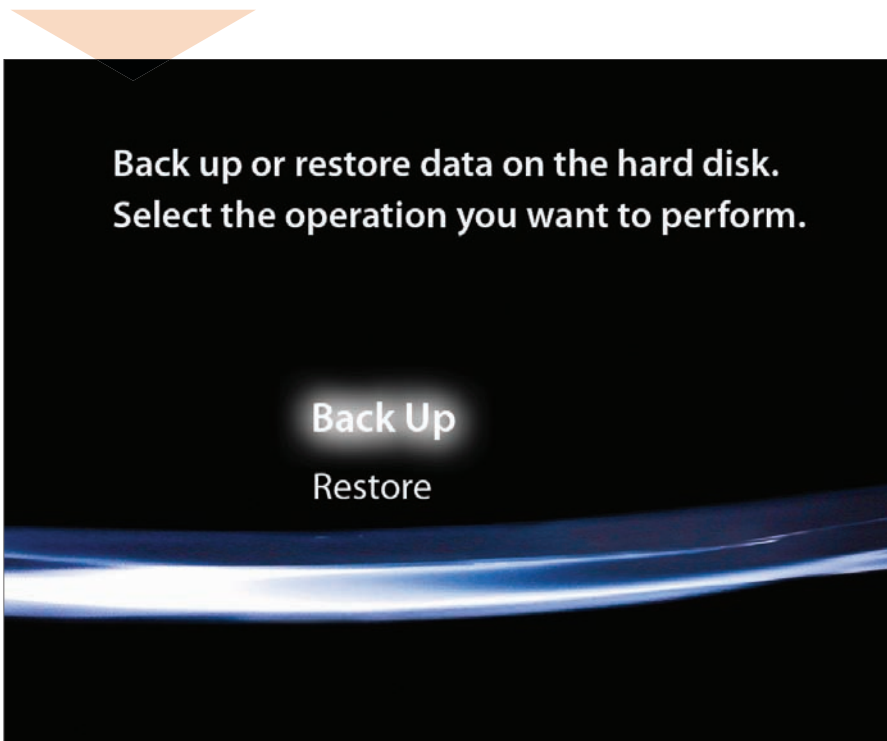 Back up or restore data on the hard disk.
Select the operation you want to perform.
Back Up
Restore